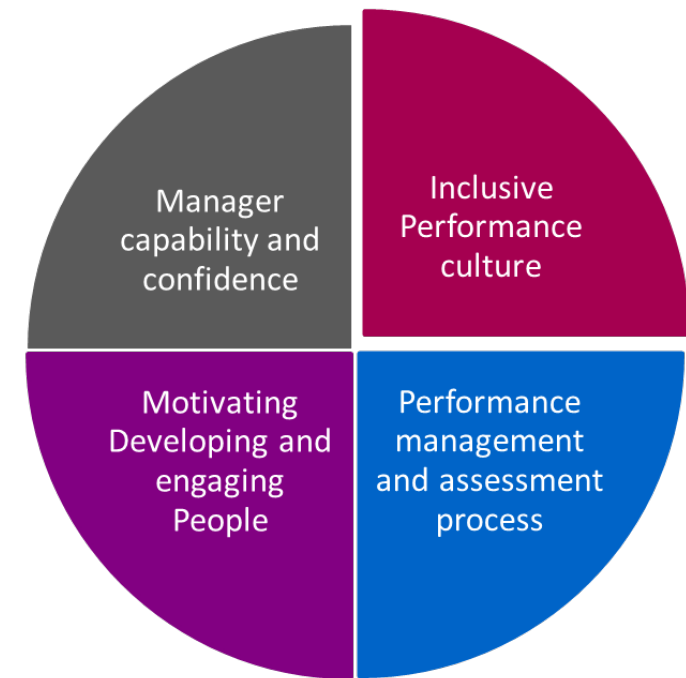 Manager
capability and
confidence
Inclusive
Performance
culture
Motivating
Developing and
engaging
People
Performance
management
and assessment
process